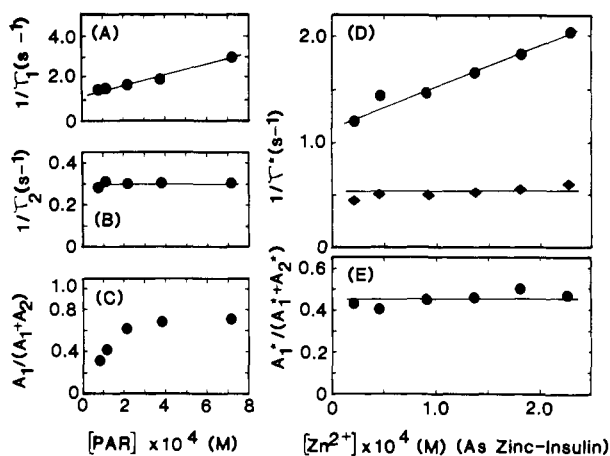 (A)
1/τ₁(s⁻¹)
4.0
2.0
0
(B)
1/τ₂(s⁻¹)
0.4
0.2
0
(C)
A₁/(A₁+A₂)
1.0
0.8
0.4
0
0 2 4 6 8
[PAR] ×10⁴ (M)
(D)
1/τ*(s⁻¹)
2.0
1.0
0
(E)
A₁*/(A₁*+A₂*)
0.6
0.4
0.2
0
0 1.0 2.0
[Zn²⁺] ×10⁴ (M) (As Zinc-Insulin)